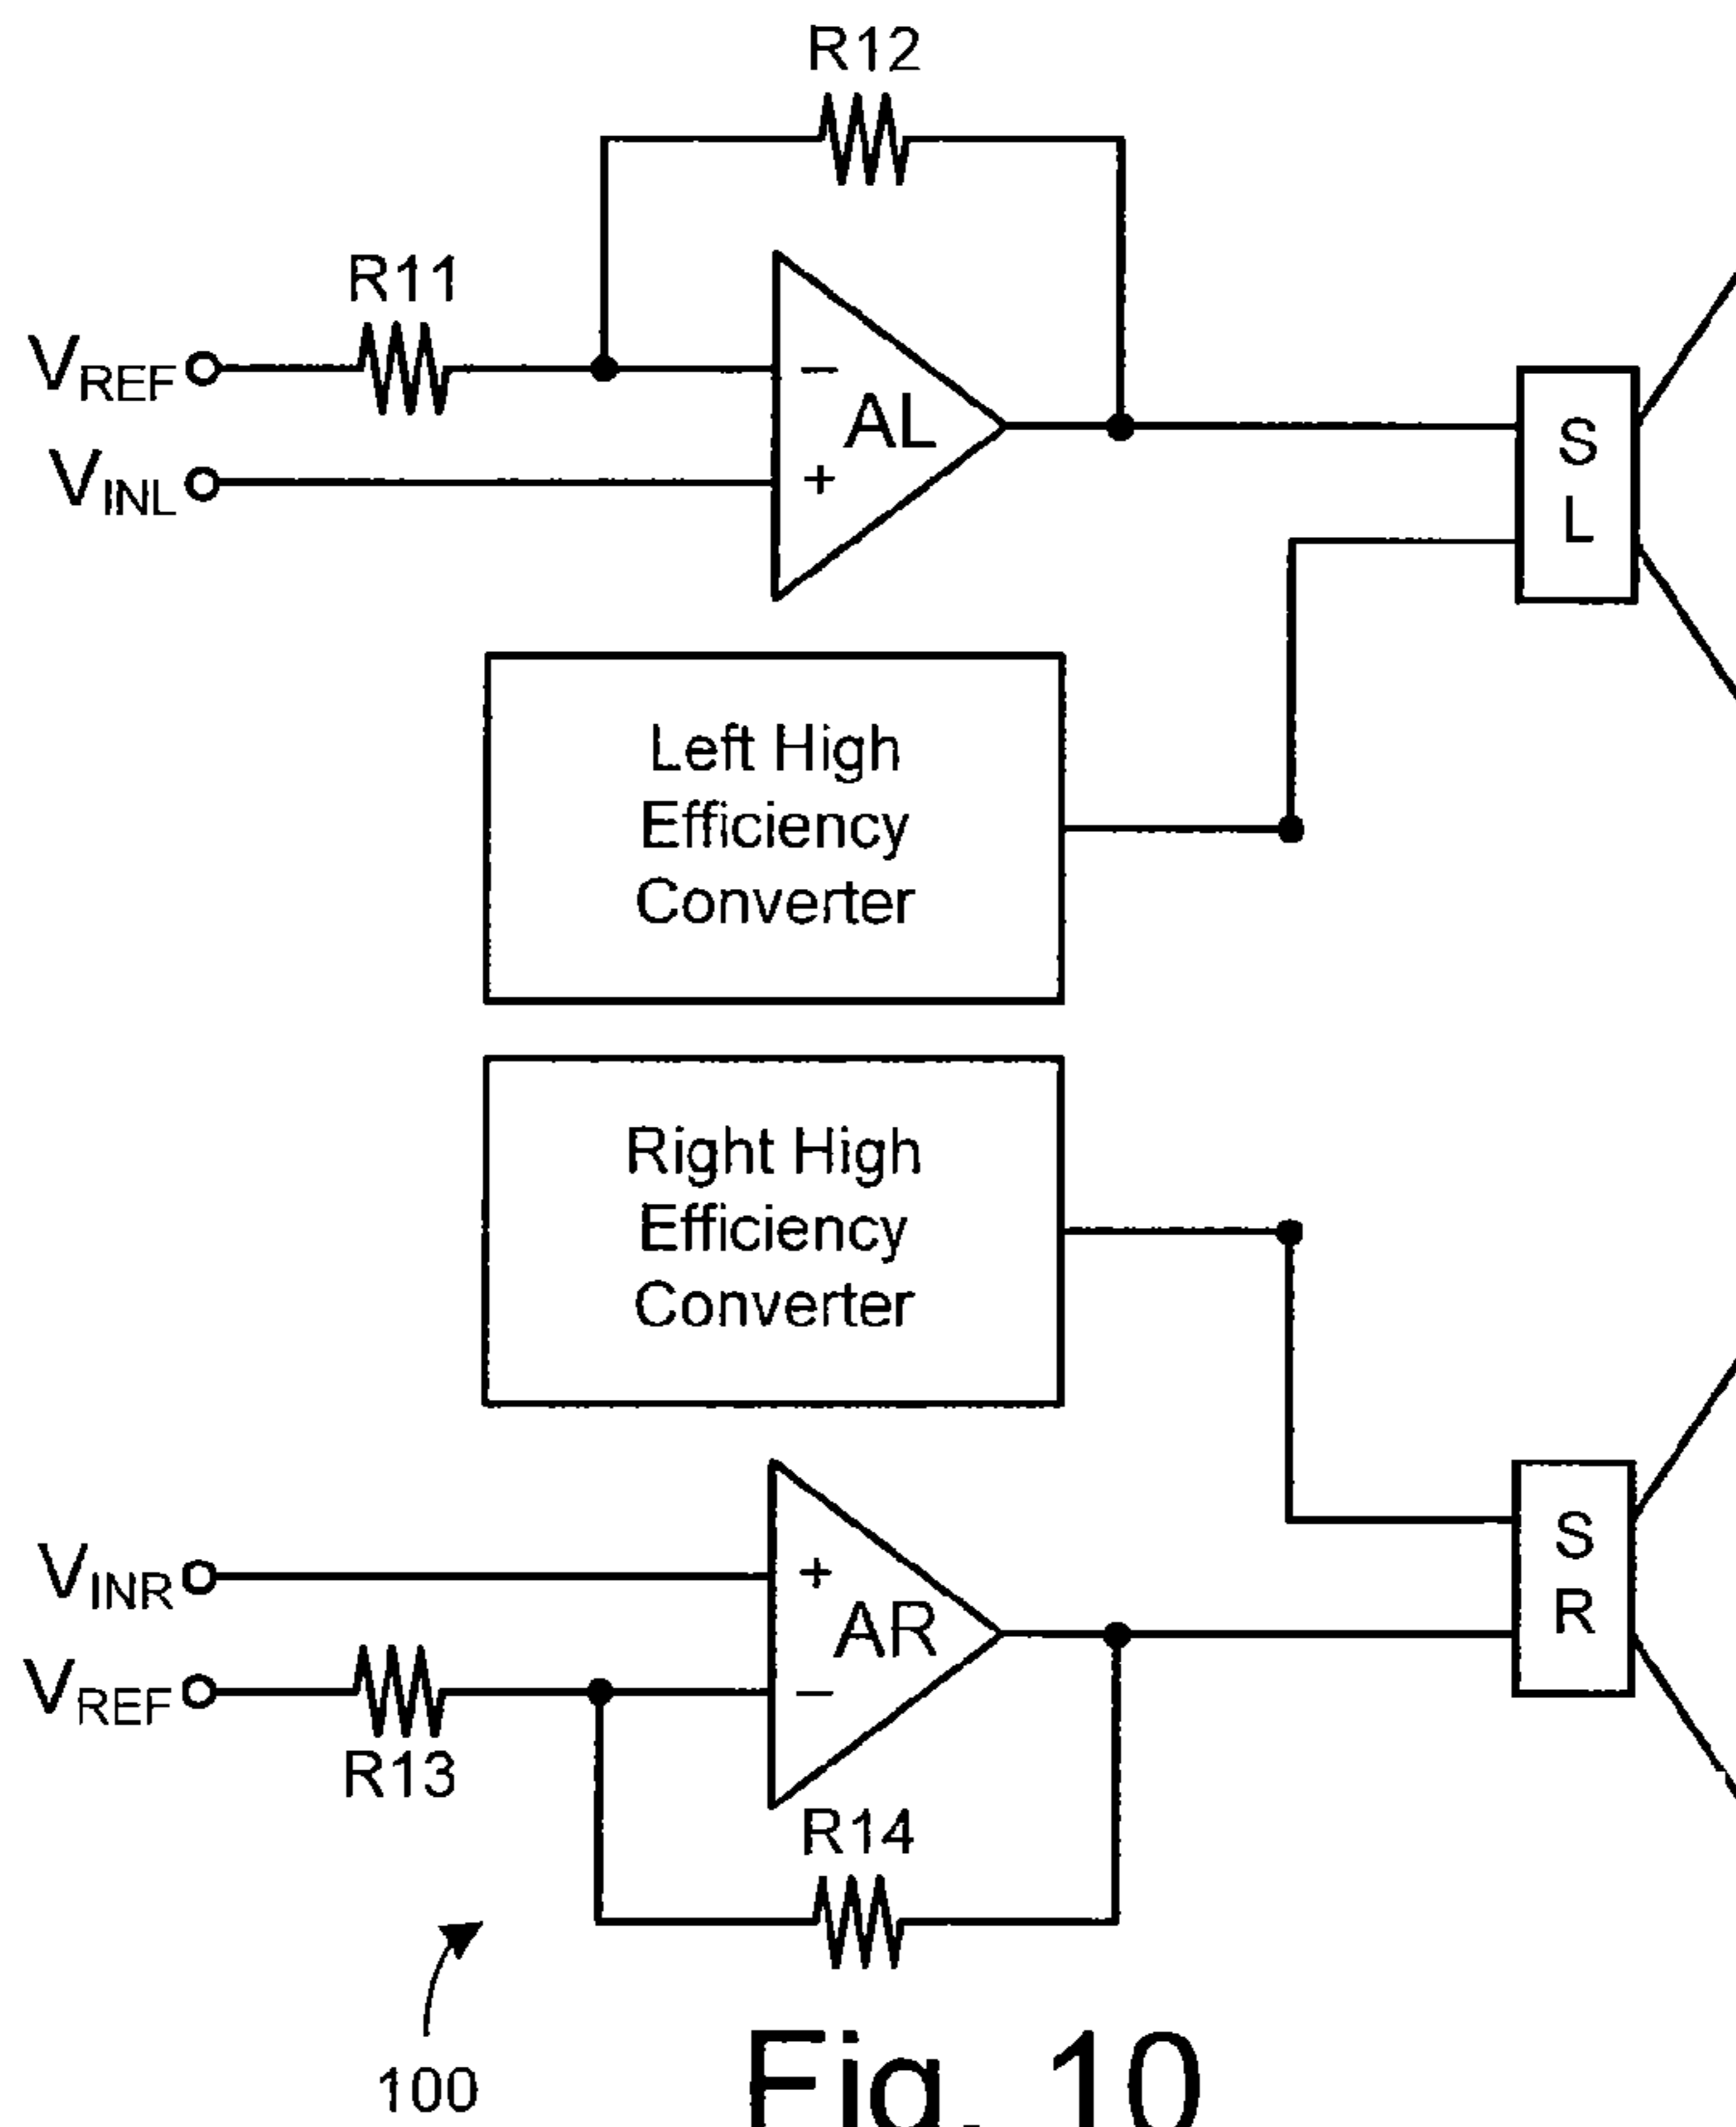 R12
R11
VREF
VINL
−
AL
+
S
L
Left High
Efficiency
Converter
Right High
Efficiency
Converter
VINR
VREF
+
AR
−
S
R
R13
R14
100
Fig. 10